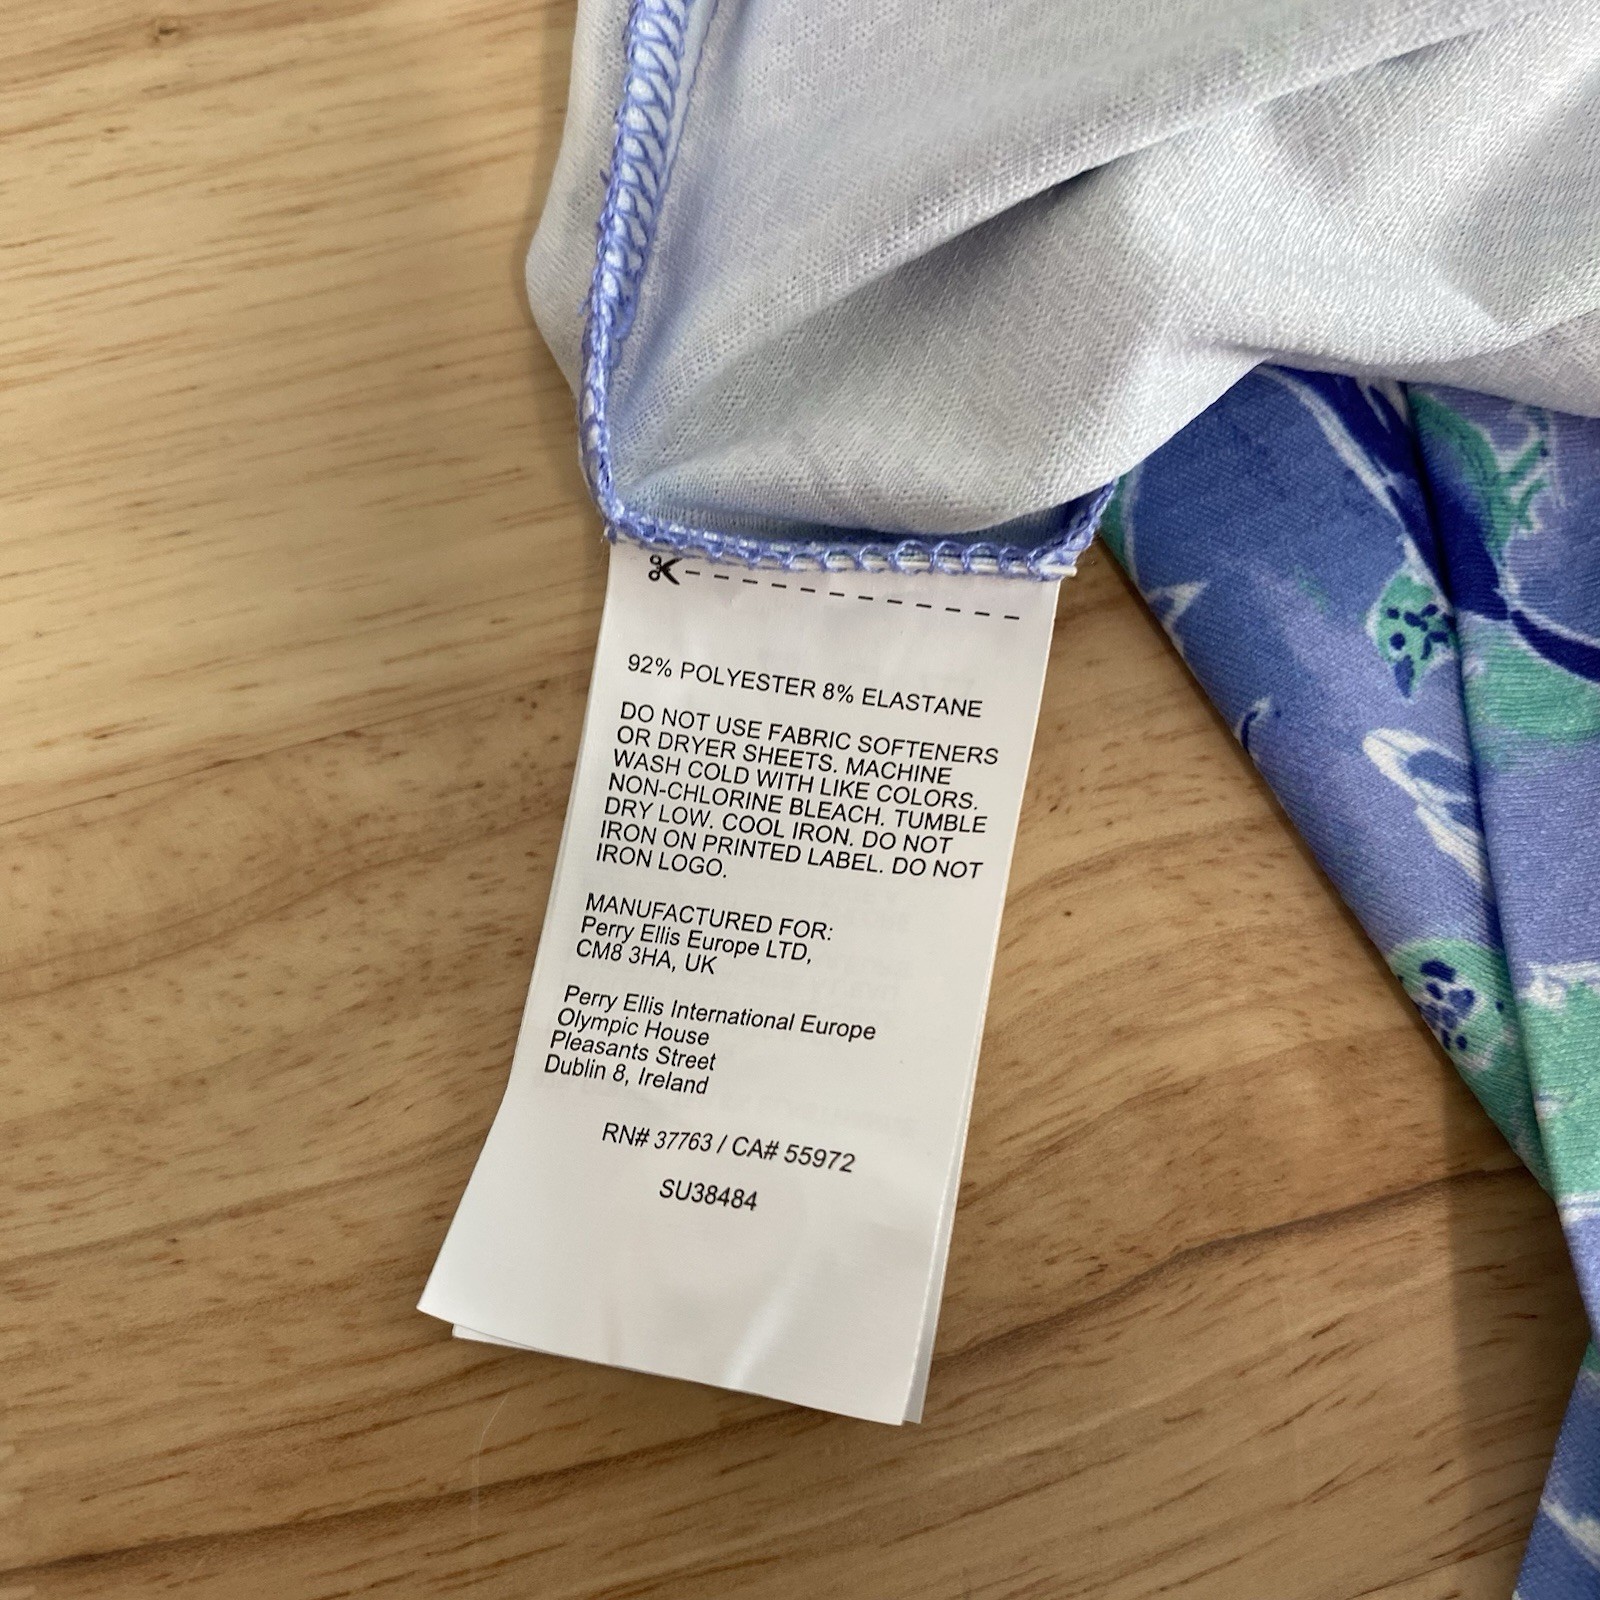 92% POLYESTER 8% ELASTANE
DO NOT USE FABRIC SOFTENERS
OR DRYER SHEETS. MACHINE
WASH COLD WITH LIKE COLORS.
NON-CHLORINE BLEACH. TUMBLE
DRY LOW. COOL IRON. DO NOT
IRON ON PRINTED LABEL. DO NOT
IRON LOGO.
MANUFACTURED FOR:
Perry Ellis Europe LTD,
CM8 3HA, UK
Perry Ellis International Europe
Olympic House
Pleasants Street
Dublin 8, Ireland
RN# 37763 / CA# 55972
SU38484